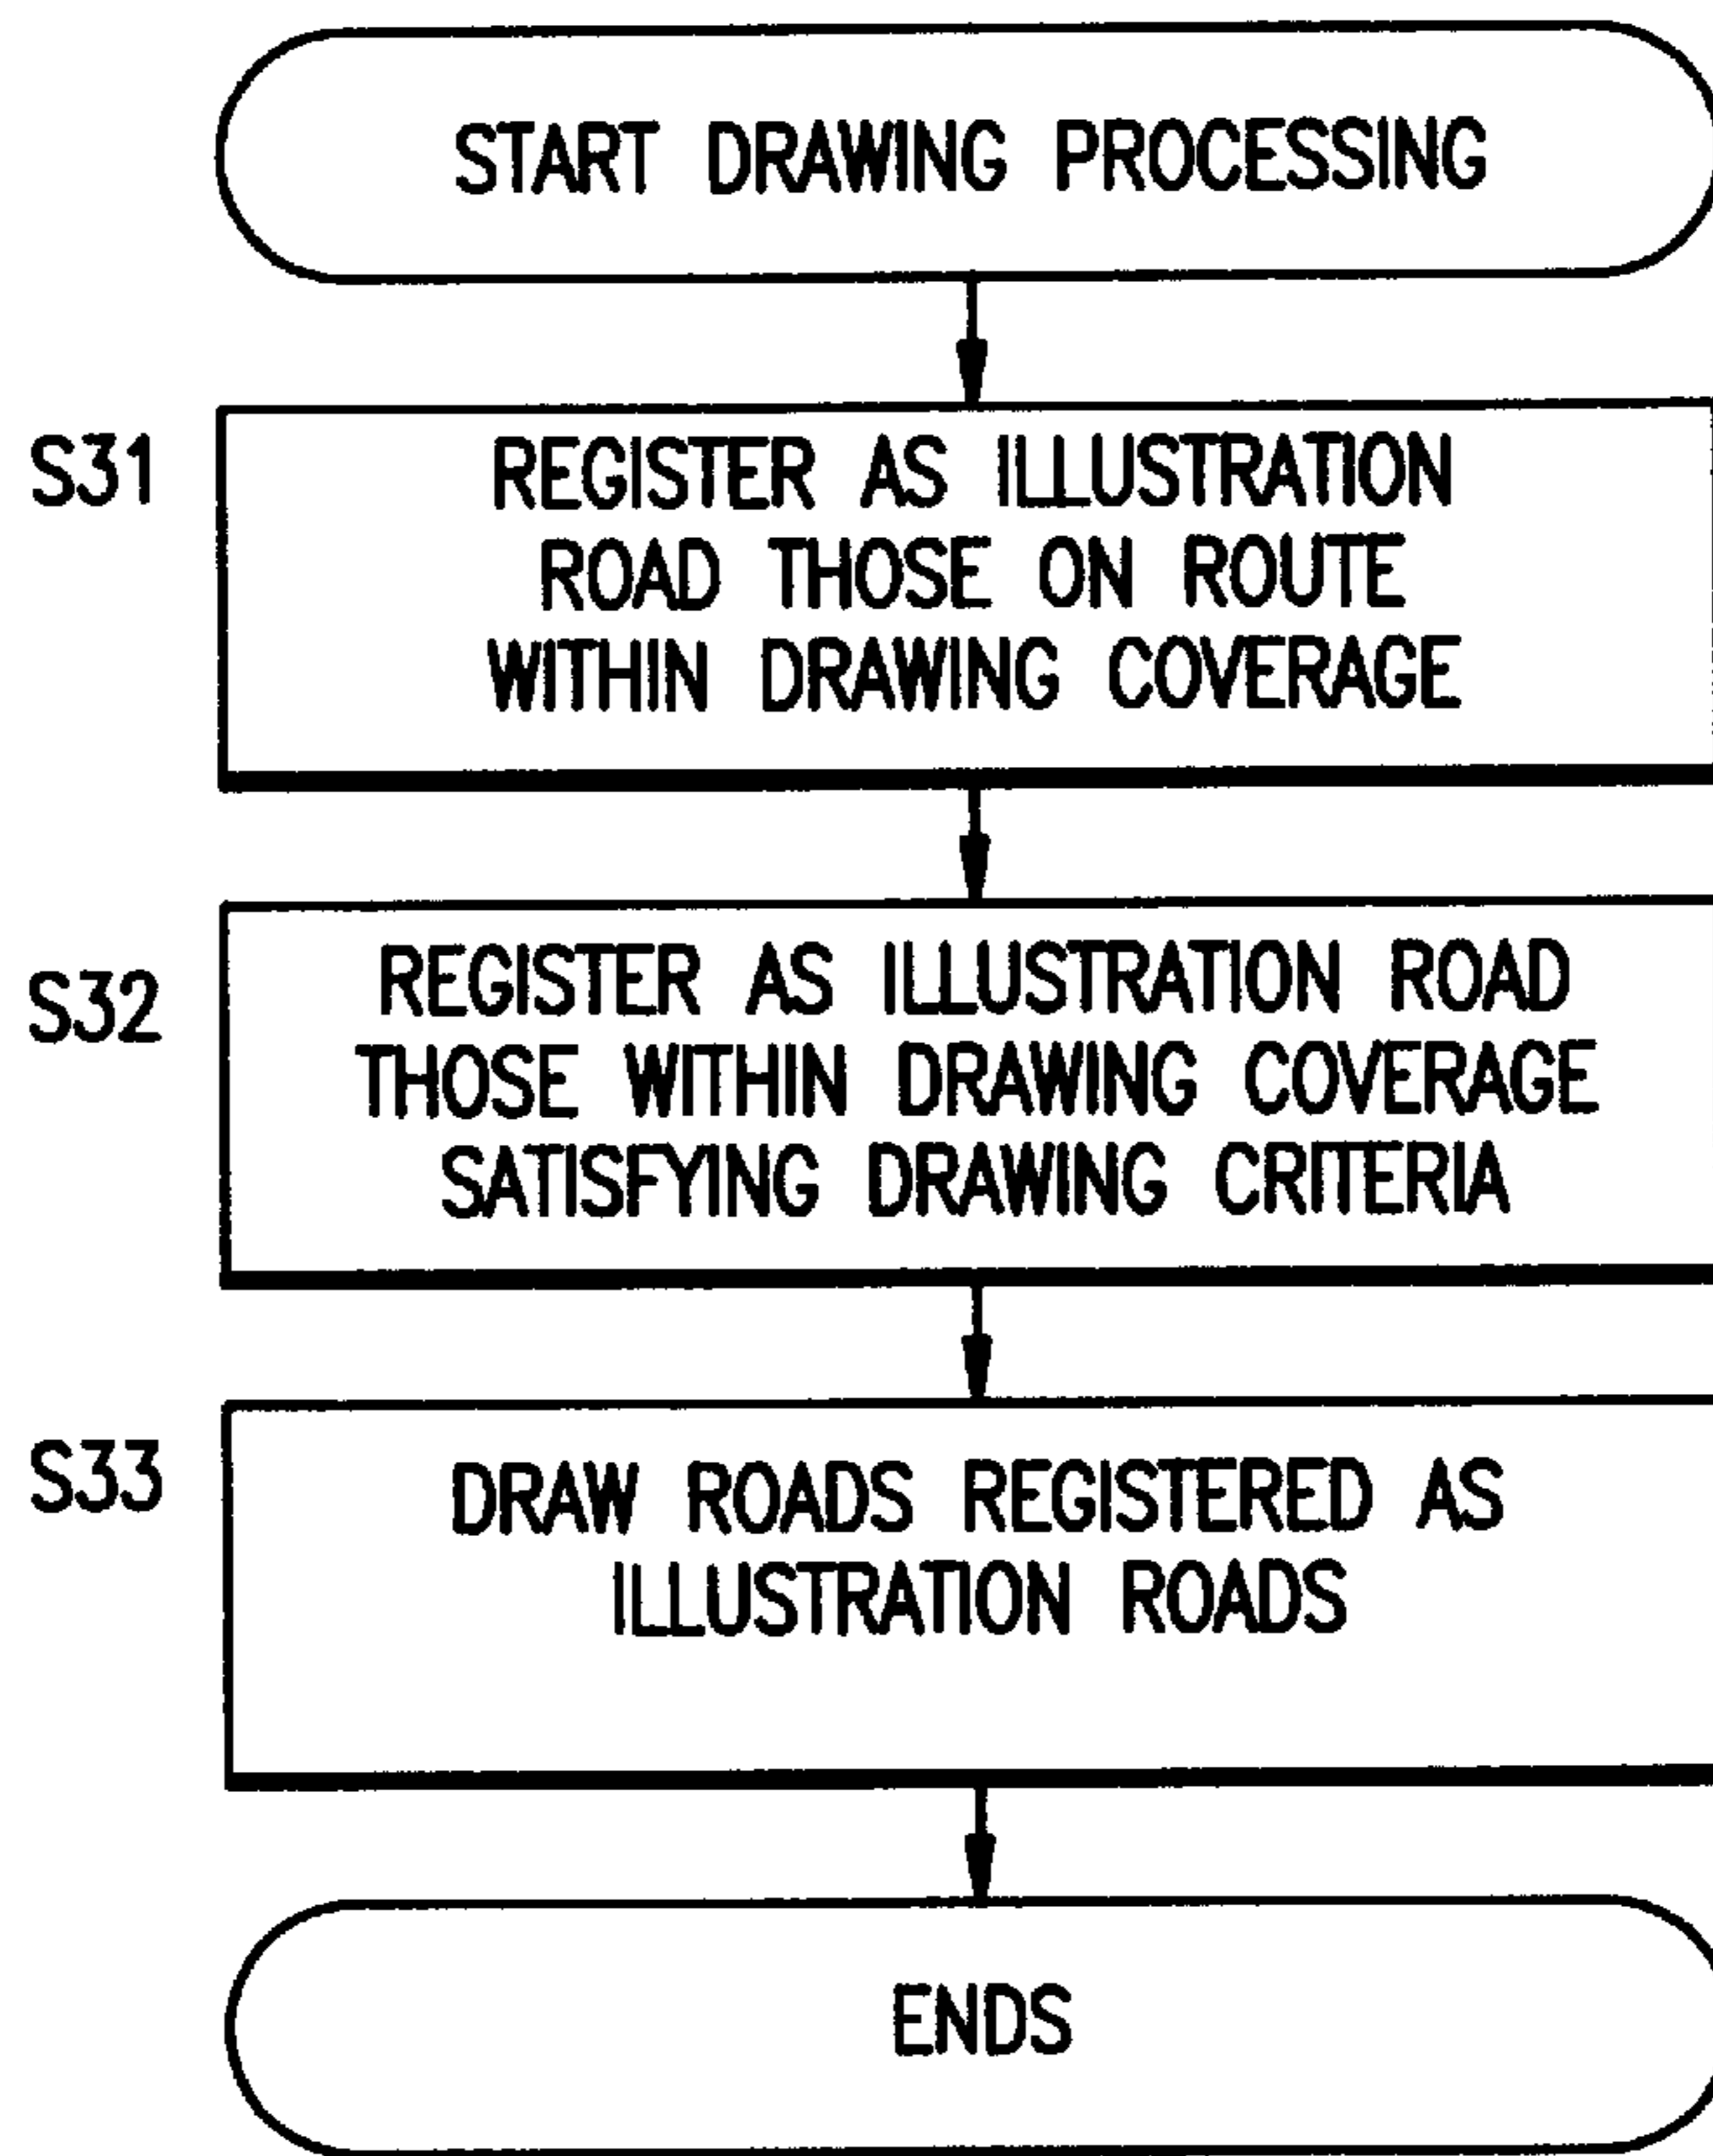 START DRAWING PROCESSING
S31
REGISTER AS ILLUSTRATION
ROAD THOSE ON ROUTE
WITHIN DRAWING COVERAGE
S32
REGISTER AS ILLUSTRATION ROAD
THOSE WITHIN DRAWING COVERAGE
SATISFYING DRAWING CRITERIA
S33
DRAW ROADS REGISTERED AS
ILLUSTRATION ROADS
ENDS